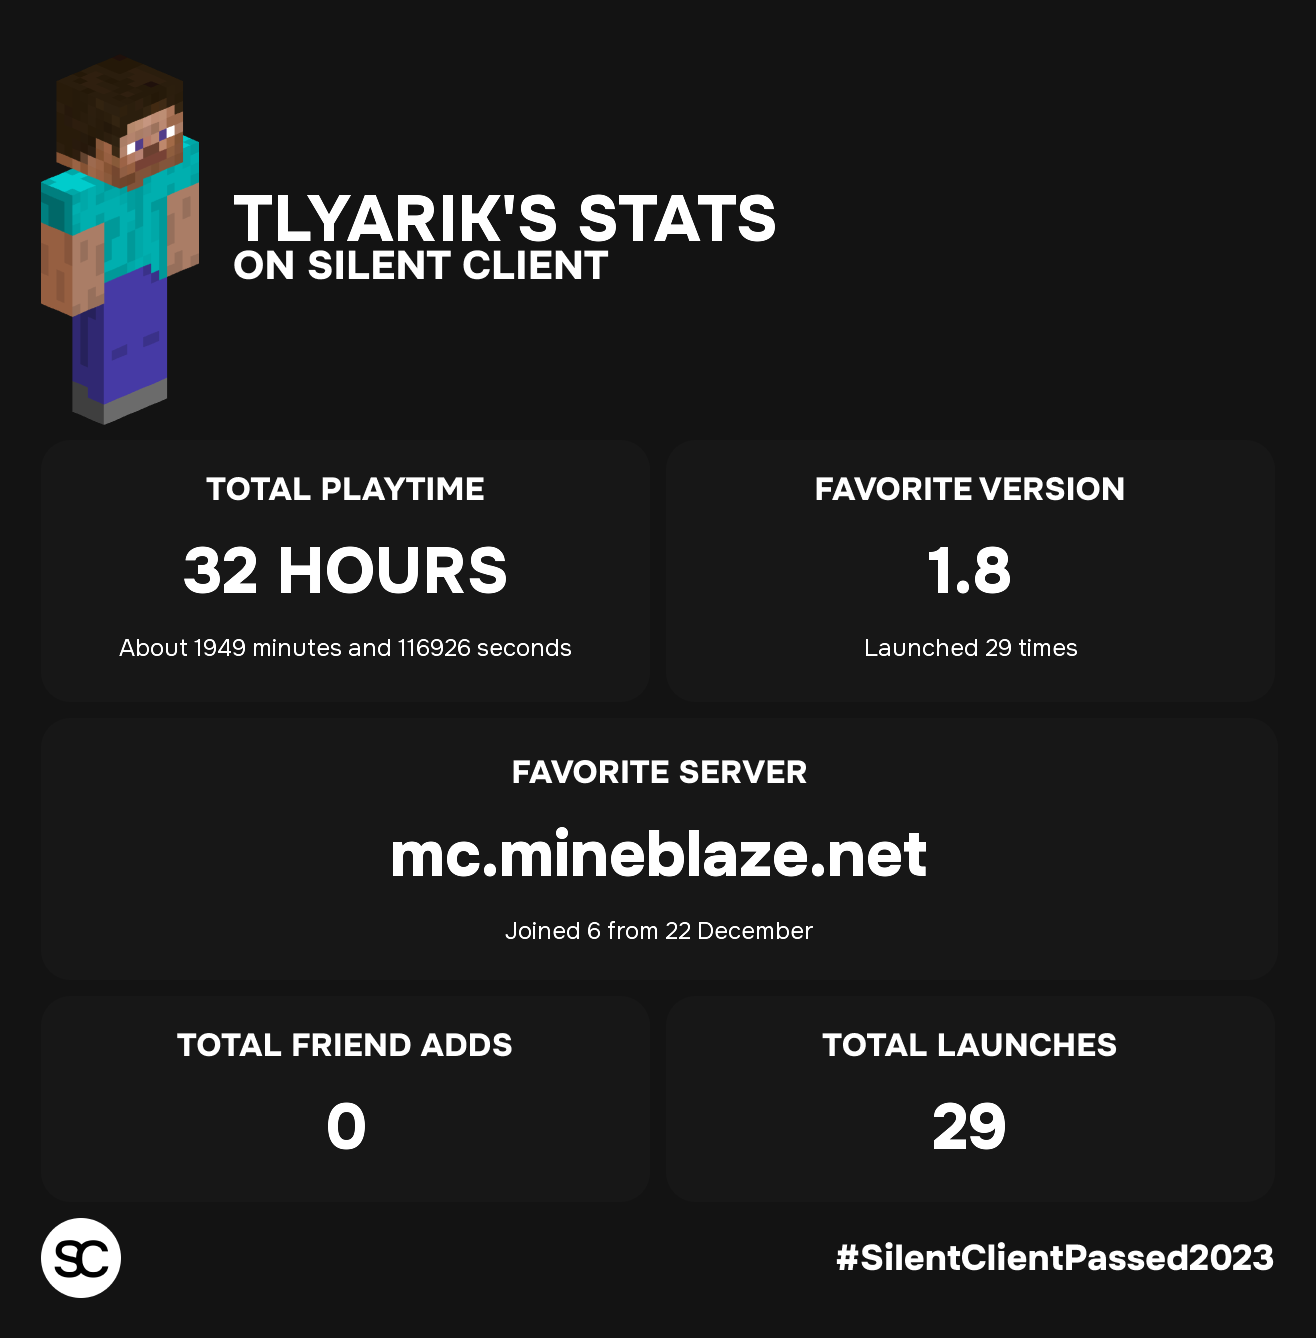 TLYARIK'S STATS
ON SILENT CLIENT
TOTAL PLAYTIME
32 HOURS
About 1949 minutes and 116926 seconds
FAVORITE VERSION
1.8
Launched 29 times
FAVORITE SERVER
mc.mineblaze.net
Joined 6 from 22 December
TOTAL FRIEND ADDS
0
TOTAL LAUNCHES
29
SC
#SilentClientPassed2023